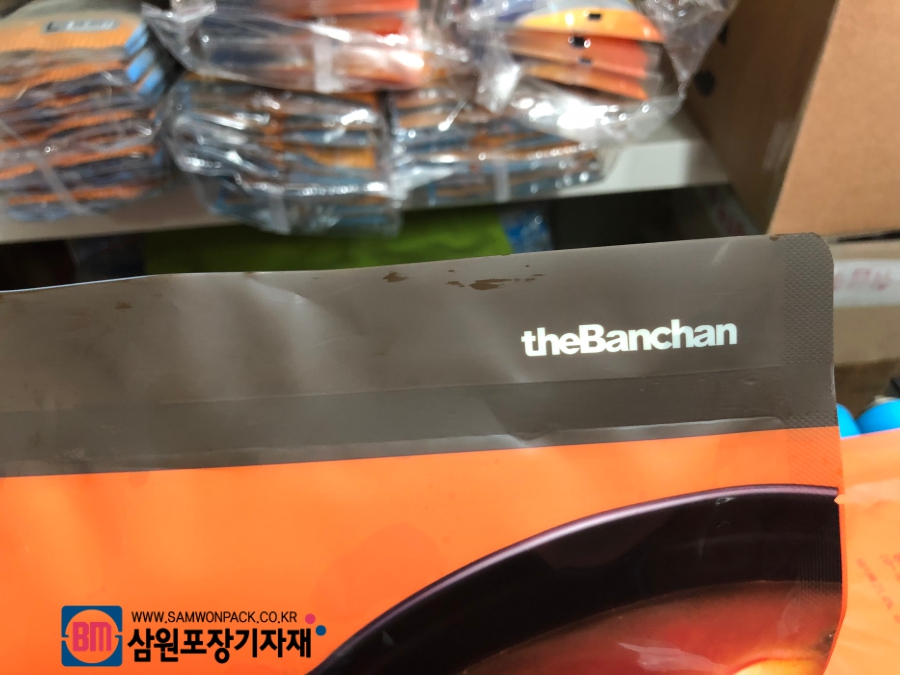 theBanchan
WWW.SAMWONPACK.CO.KR
BM
삼원포장기자재